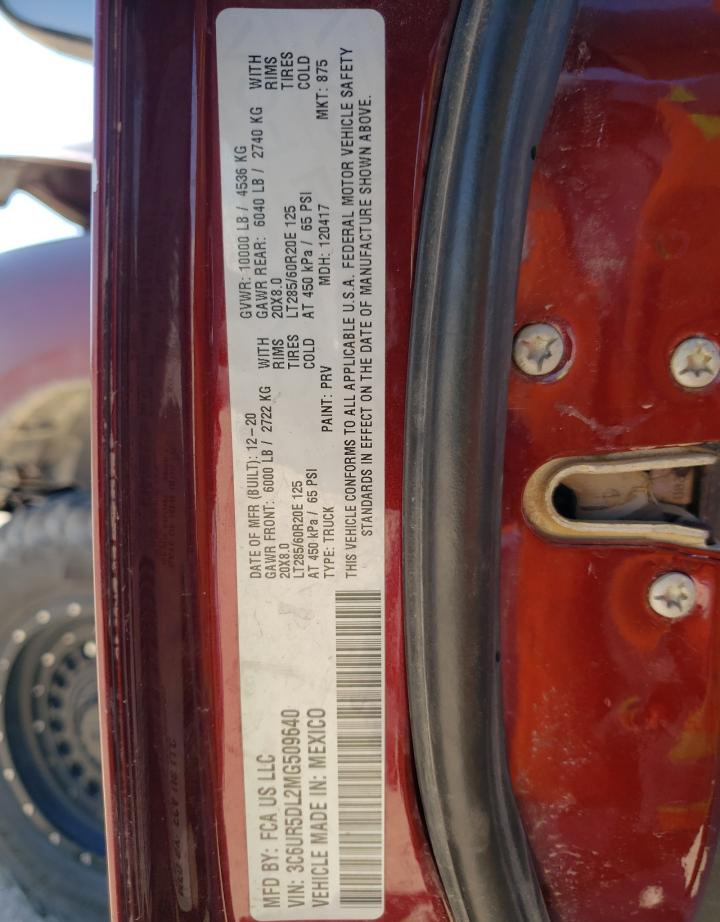 MFD BY: FCA US LLC
VIN: 3C6UR5DL2MG509640
VEHICLE MADE IN: MEXICO
DATE OF MFR (BUILT): 12-20 GVWR: 10000 LB / 4536 KG
GAWR FRONT: 6000 LB / 2722 KG WITH GAWR REAR: 6040 LB / 2740 KG WITH
20X8.0 RIMS 20X8.0 RIMS
LT285/60R20E 125 TIRES LT285/60R20E 125 TIRES
AT 450 kPa / 65 PSI COLD AT 450 kPa / 65 PSI COLD
TYPE: TRUCK PAINT: PRV MDH: 120417 MKT: 875
THIS VEHICLE CONFORMS TO ALL APPLICABLE U.S.A. FEDERAL MOTOR VEHICLE SAFETY
STANDARDS IN EFFECT ON THE DATE OF MANUFACTURE SHOWN ABOVE.